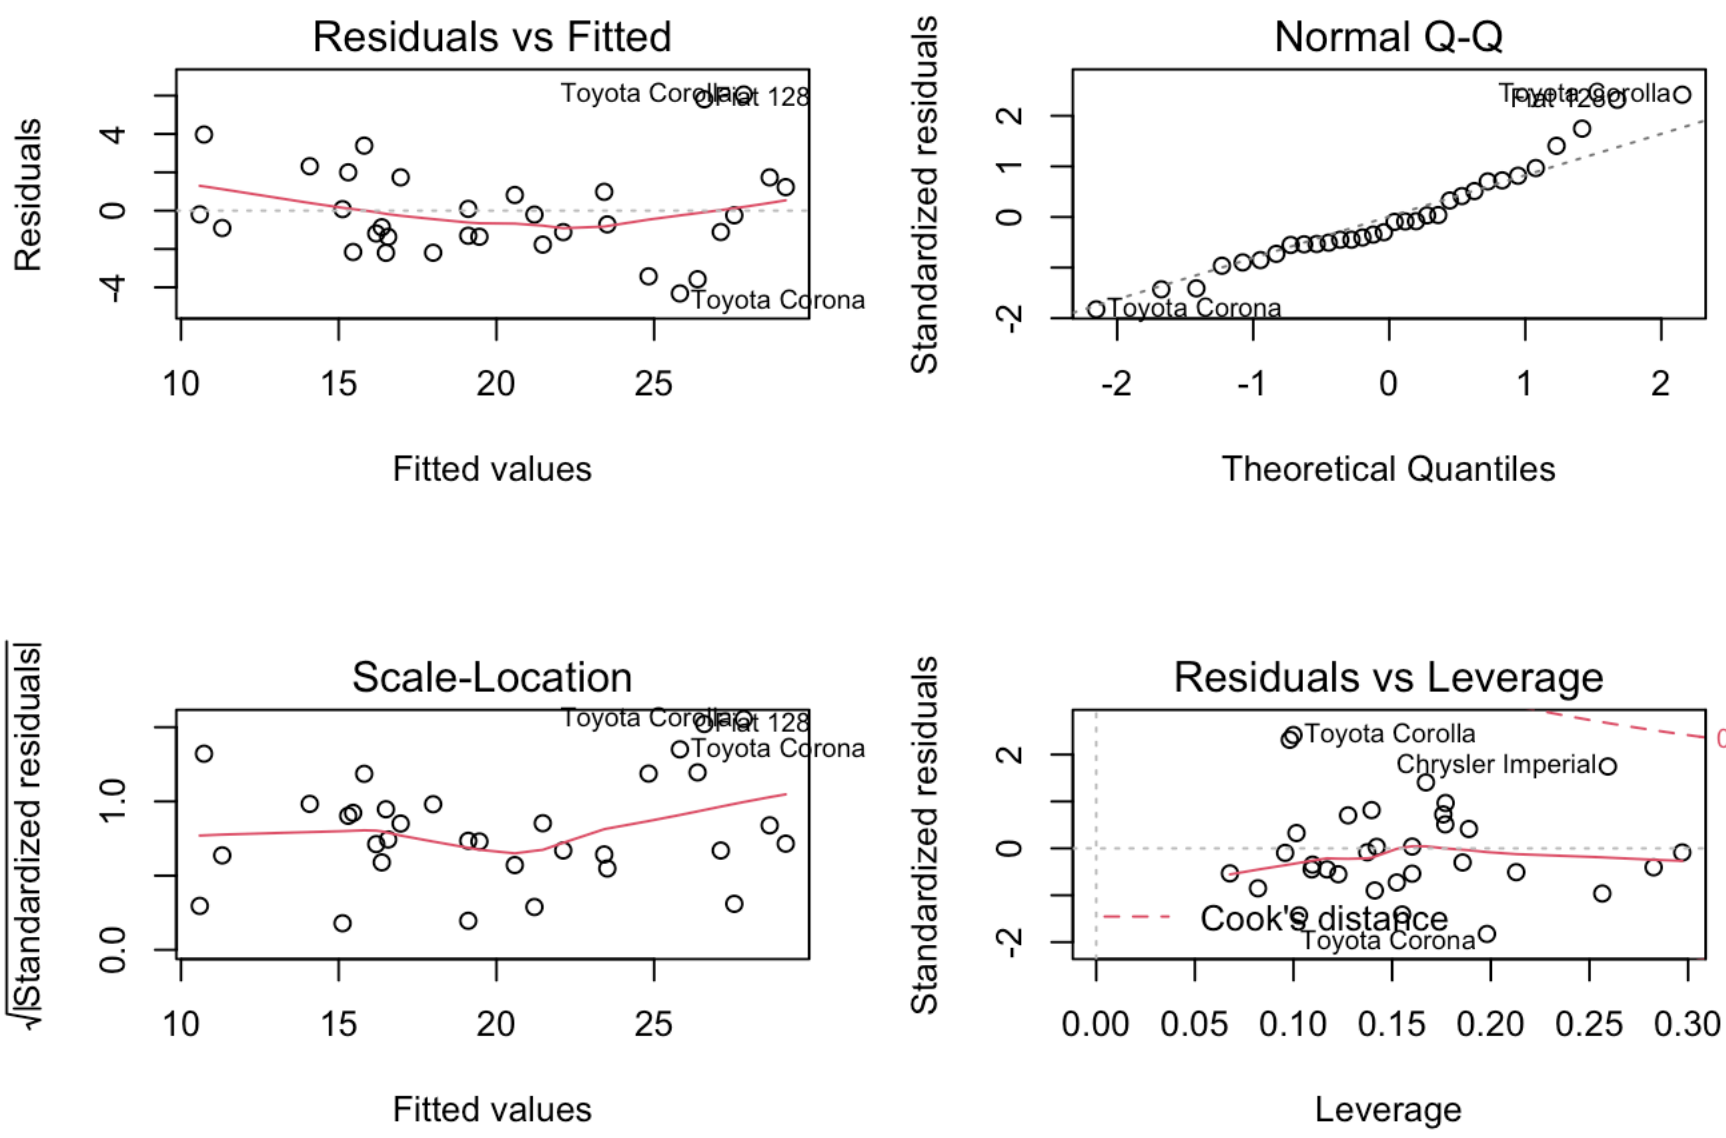 Residuals vs Fitted
Residuals
4
0
-4
Toyota Corolla
Fiat 128
Toyota Corona
10 15 20 25
Fitted values
Normal Q-Q
Standardized residuals
2
1
0
-2
Toyota Corolla
Fiat 128
Toyota Corona
-2 -1 0 1 2
Theoretical Quantiles
Scale-Location
√|Standardized residuals|
1.0
0.0
Toyota Corolla
Fiat 128
Toyota Corona
10 15 20 25
Fitted values
Residuals vs Leverage
Standardized residuals
2
0
-2
Toyota Corolla
Chrysler Imperial
0
Cook's distance
Toyota Corona
0.00 0.05 0.10 0.15 0.20 0.25 0.30
Leverage